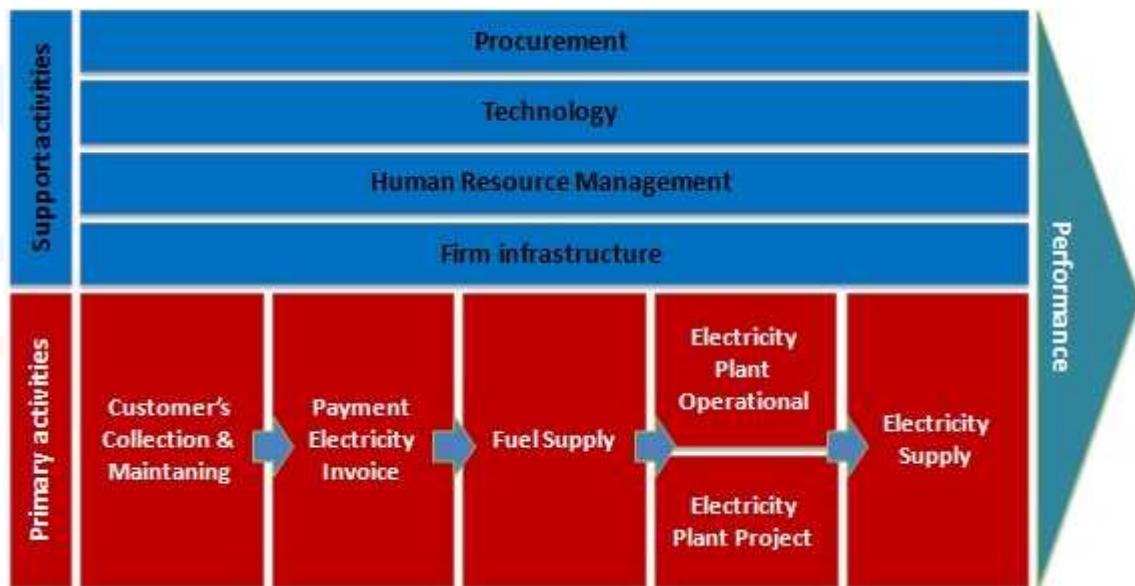 Support activities
Procurement
Technology
Human Resource Management
Firm infrastructure
Primary activities
Customer's
Collection &
Maintaning
Payment
Electricity
Invoice
Fuel Supply
Electricity
Plant
Operational
Electricity
Plant Project
Electricity
Supply
Performance